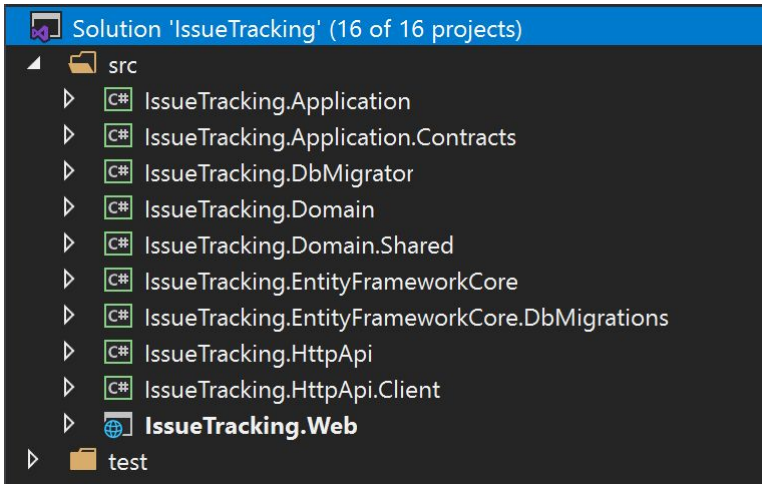 Solution 'IssueTracking' (16 of 16 projects)
src
C# IssueTracking.Application
C# IssueTracking.Application.Contracts
C# IssueTracking.DbMigrator
C# IssueTracking.Domain
C# IssueTracking.Domain.Shared
C# IssueTracking.EntityFrameworkCore
C# IssueTracking.EntityFrameworkCore.DbMigrations
C# IssueTracking.HttpApi
C# IssueTracking.HttpApi.Client
IssueTracking.Web
test